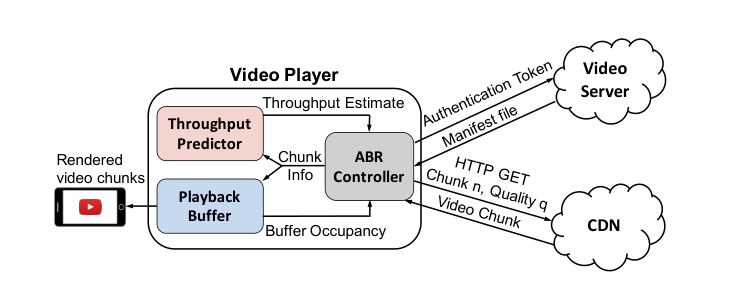 Video Player
Throughput Estimate
Throughput
Predictor
Chunk
Info
ABR
Controller
Playback
Buffer
Buffer Occupancy
Rendered
video chunks
Authentication Token
Manifest file
Video
Server
HTTP GET
Chunk n, Quality q
Video Chunk
CDN